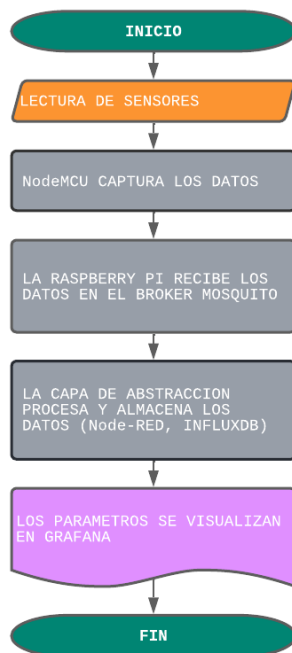 INICIO
LECTURA DE SENSORES
NodeMCU CAPTURA LOS DATOS
LA RASPBERRY PI RECIBE LOS
DATOS EN EL BROKER MOSQUITO
LA CAPA DE ABSTRACCION
PROCESA Y ALMACENA LOS
DATOS (Node-RED, INFLUXDB)
LOS PARAMETROS SE VISUALIZAN
EN GRAFANA
FIN